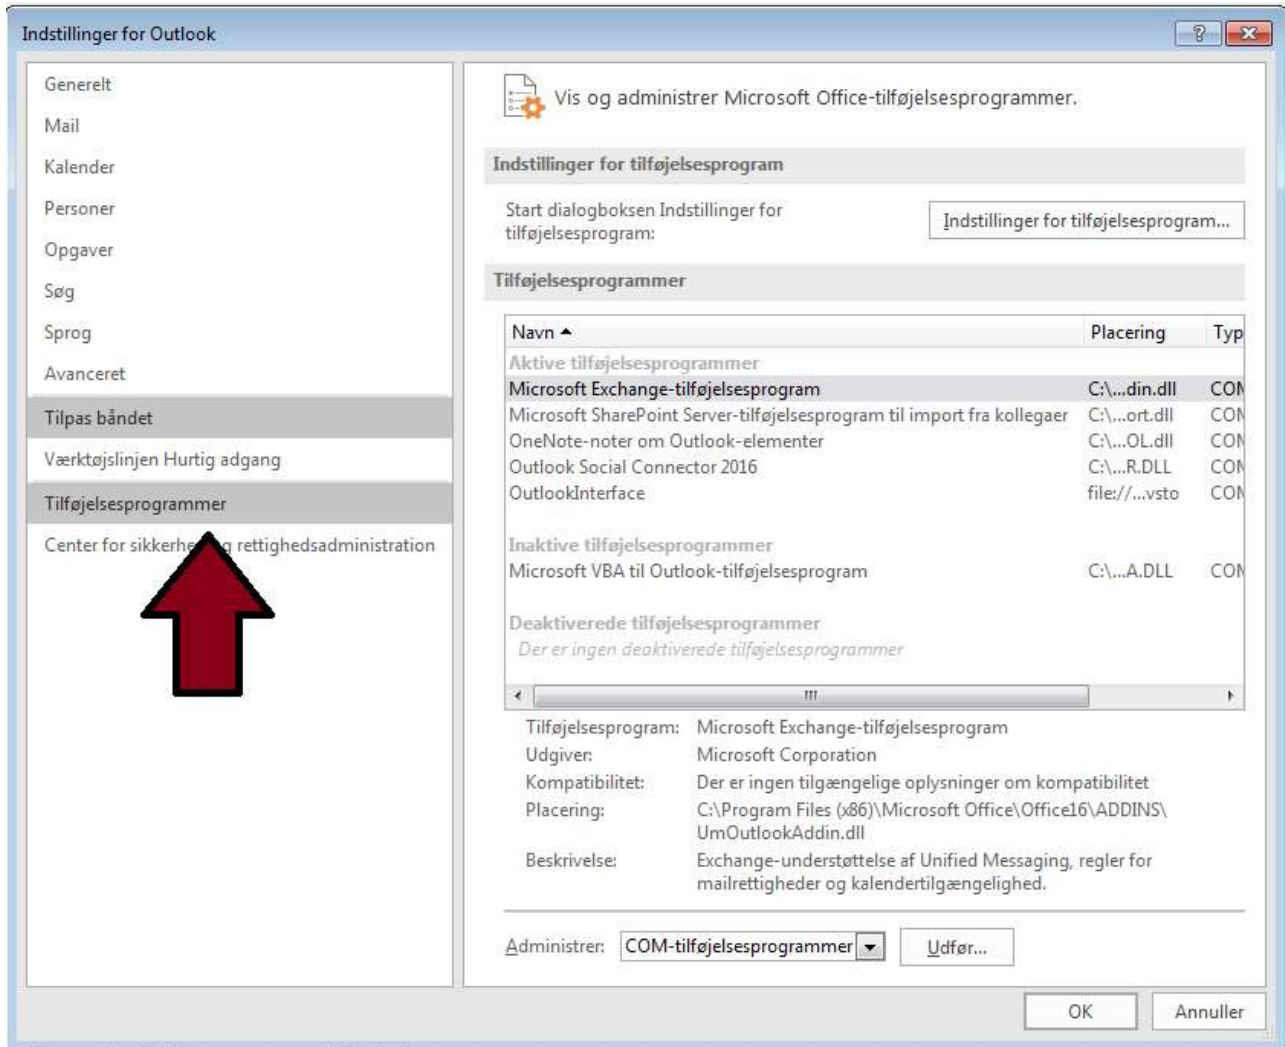 Indstillinger for Outlook
Generelt
Mail
Kalender
Personer
Opgaver
Søg
Sprog
Avanceret
Tilpas båndet
Værktøjslinjen Hurtig adgang
Tilføjelsesprogrammer
Center for sikkerhe g rettighedsadministration
Vis og administrer Microsoft Office-tilføjelsesprogrammer.
Indstillinger for tilføjelsesprogram
Start dialogboksen Indstillinger for
tilføjelsesprogram:
Indstillinger for tilføjelsesprogram...
Tilføjelsesprogrammer
Navn Placering Typ
Aktive tilføjelsesprogrammer
Microsoft Exchange-tilføjelsesprogram C:\...din.dll COM
Microsoft SharePoint Server-tilføjelsesprogram til import fra kollegaer C:\...ort.dll COM
OneNote-noter om Outlook-elementer C:\...OL.dll COM
Outlook Social Connector 2016 C:\...R.DLL COM
OutlookInterface file://...vsto COM
Inaktive tilføjelsesprogrammer
Microsoft VBA til Outlook-tilføjelsesprogram C:\...A.DLL COM
Deaktiverede tilføjelsesprogrammer
Der er ingen deaktiverede tilføjelsesprogrammer
Tilføjelsesprogram: Microsoft Exchange-tilføjelsesprogram
Udgiver: Microsoft Corporation
Kompatibilitet: Der er ingen tilgængelige oplysninger om kompatibilitet
Placering: C:\Program Files (x86)\Microsoft Office\Office16\ADDINS\
UmOutlookAddin.dll
Beskrivelse: Exchange-understøttelse af Unified Messaging, regler for
mailrettigheder og kalendertilgængelighed.
Administrer: COM-tilføjelsesprogrammer Udfør...
OK Annuller